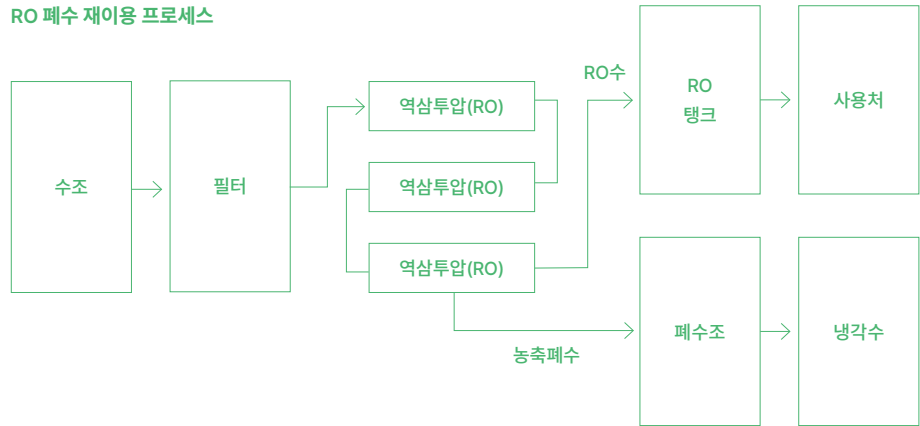 RO 폐수 재이용 프로세스
수조
필터
역삼투압(RO)
역삼투압(RO)
역삼투압(RO)
RO수
RO
탱크
사용처
농축폐수
폐수조
냉각수